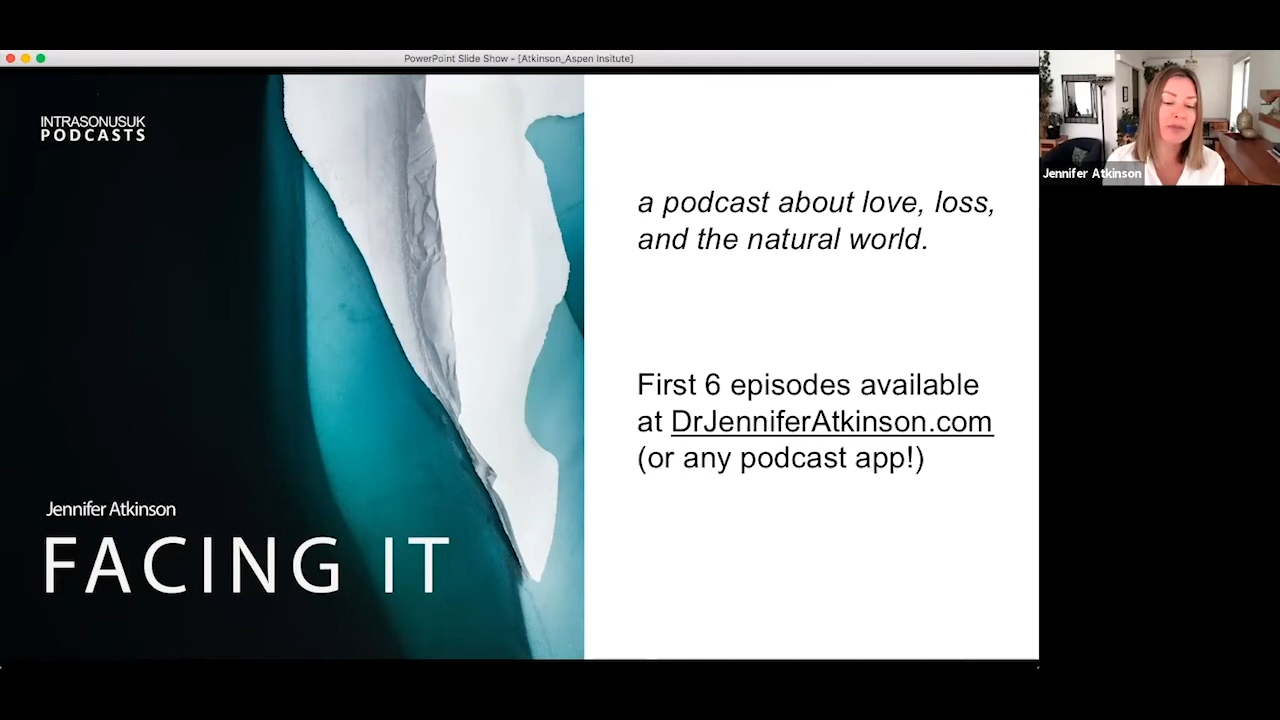 PowerPoint Slide Show - [Atkinson_Aspen Insitute]
INTRASONUSUK
PODCASTS
Jennifer Atkinson
FACING IT
a podcast about love, loss,
and the natural world.
First 6 episodes available
at DrJenniferAtkinson.com
(or any podcast app!)
Jennifer Atkinson